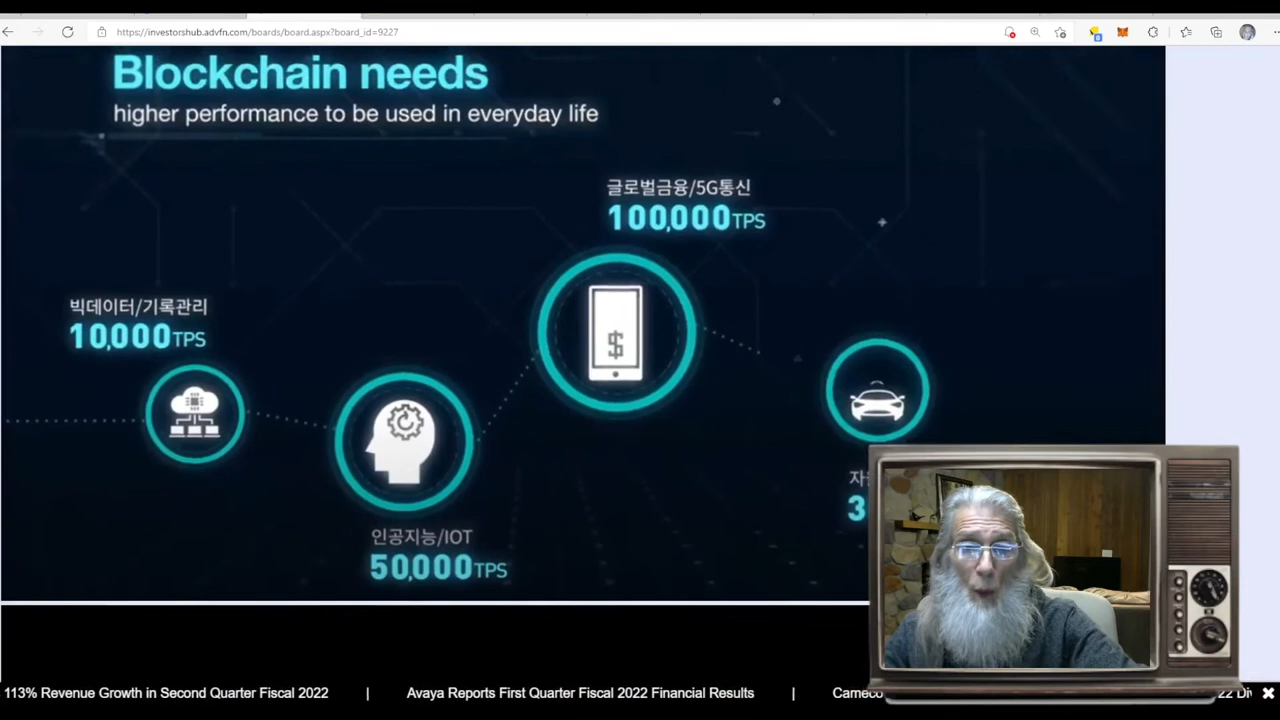 https://investorshub.advfn.com/boards/board.aspx?board_id=9227
Blockchain needs
higher performance to be used in everyday life
글로벌금융/5G통신
100,000TPS
빅데이터/기록관리
10,000TPS
인공지능/IOT
50,000TPS
자
3
113% Revenue Growth in Second Quarter Fiscal 2022 | Avaya Reports First Quarter Fiscal 2022 Financial Results | Cameco